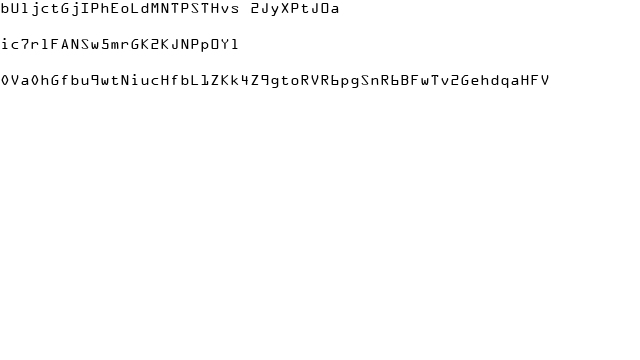 bUljctGjIPhEoLdMNTPSTHvs 2JyXPtJOa
ic7rlFANSw5mrGK2KJNPpOYl
0Va0hGfbu9wtNiucHfbL1ZKk4Z9gtoRVR6pgSnR6BFwTv2GehdqaHFV